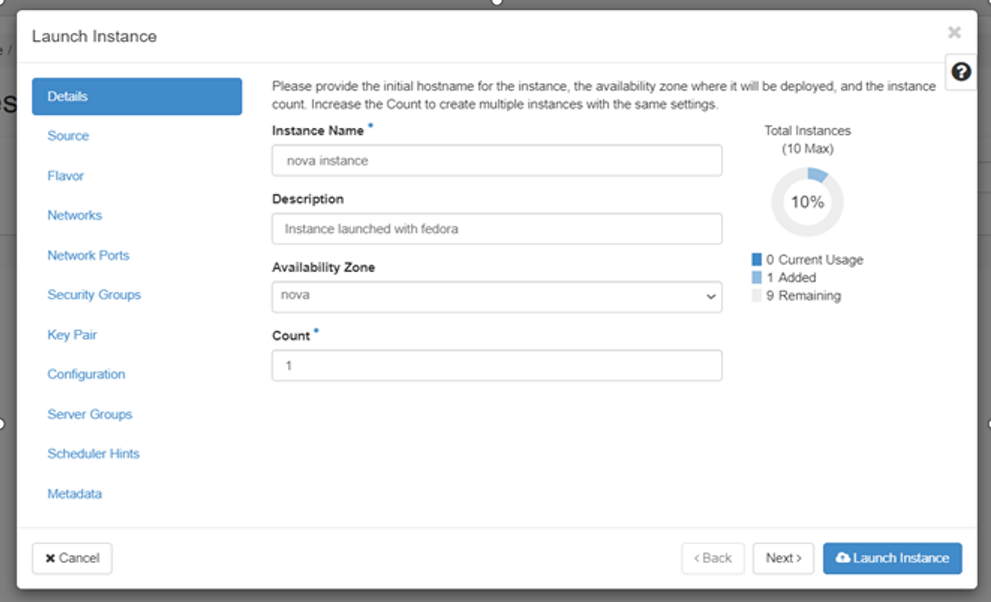 Launch Instance
Details
Source
Flavor
Networks
Network Ports
Security Groups
Key Pair
Configuration
Server Groups
Scheduler Hints
Metadata
Please provide the initial hostname for the instance, the availability zone where it will be deployed, and the instance
count. Increase the Count to create multiple instances with the same settings.
Instance Name *
nova instance
Description
Instance launched with fedora
Availability Zone
nova
Count *
1
Total Instances
(10 Max)
10%
0 Current Usage
1 Added
9 Remaining
× Cancel
‹ Back
Next ›
Launch Instance